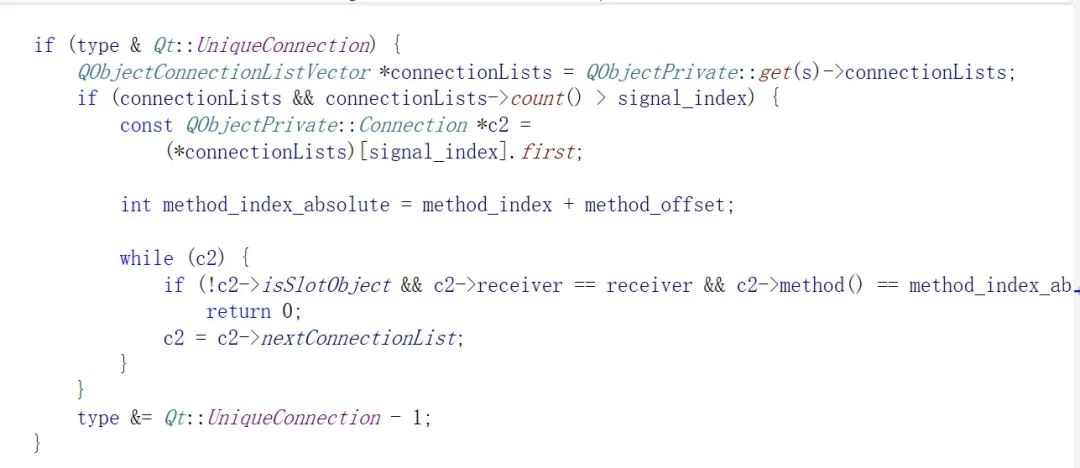 if (type & Qt::UniqueConnection) {
    QObjectConnectionListVector *connectionLists = QObjectPrivate::get(s)->connectionLists;
    if (connectionLists && connectionLists->count() > signal_index) {
        const QObjectPrivate::Connection *c2 =
            (*connectionLists)[signal_index].first;
        int method_index_absolute = method_index + method_offset;
        while (c2) {
            if (!c2->isSlotObject && c2->receiver == receiver && c2->method() == method_index_ab
                return 0;
            c2 = c2->nextConnectionList;
        }
    }
    type &= Qt::UniqueConnection - 1;
}